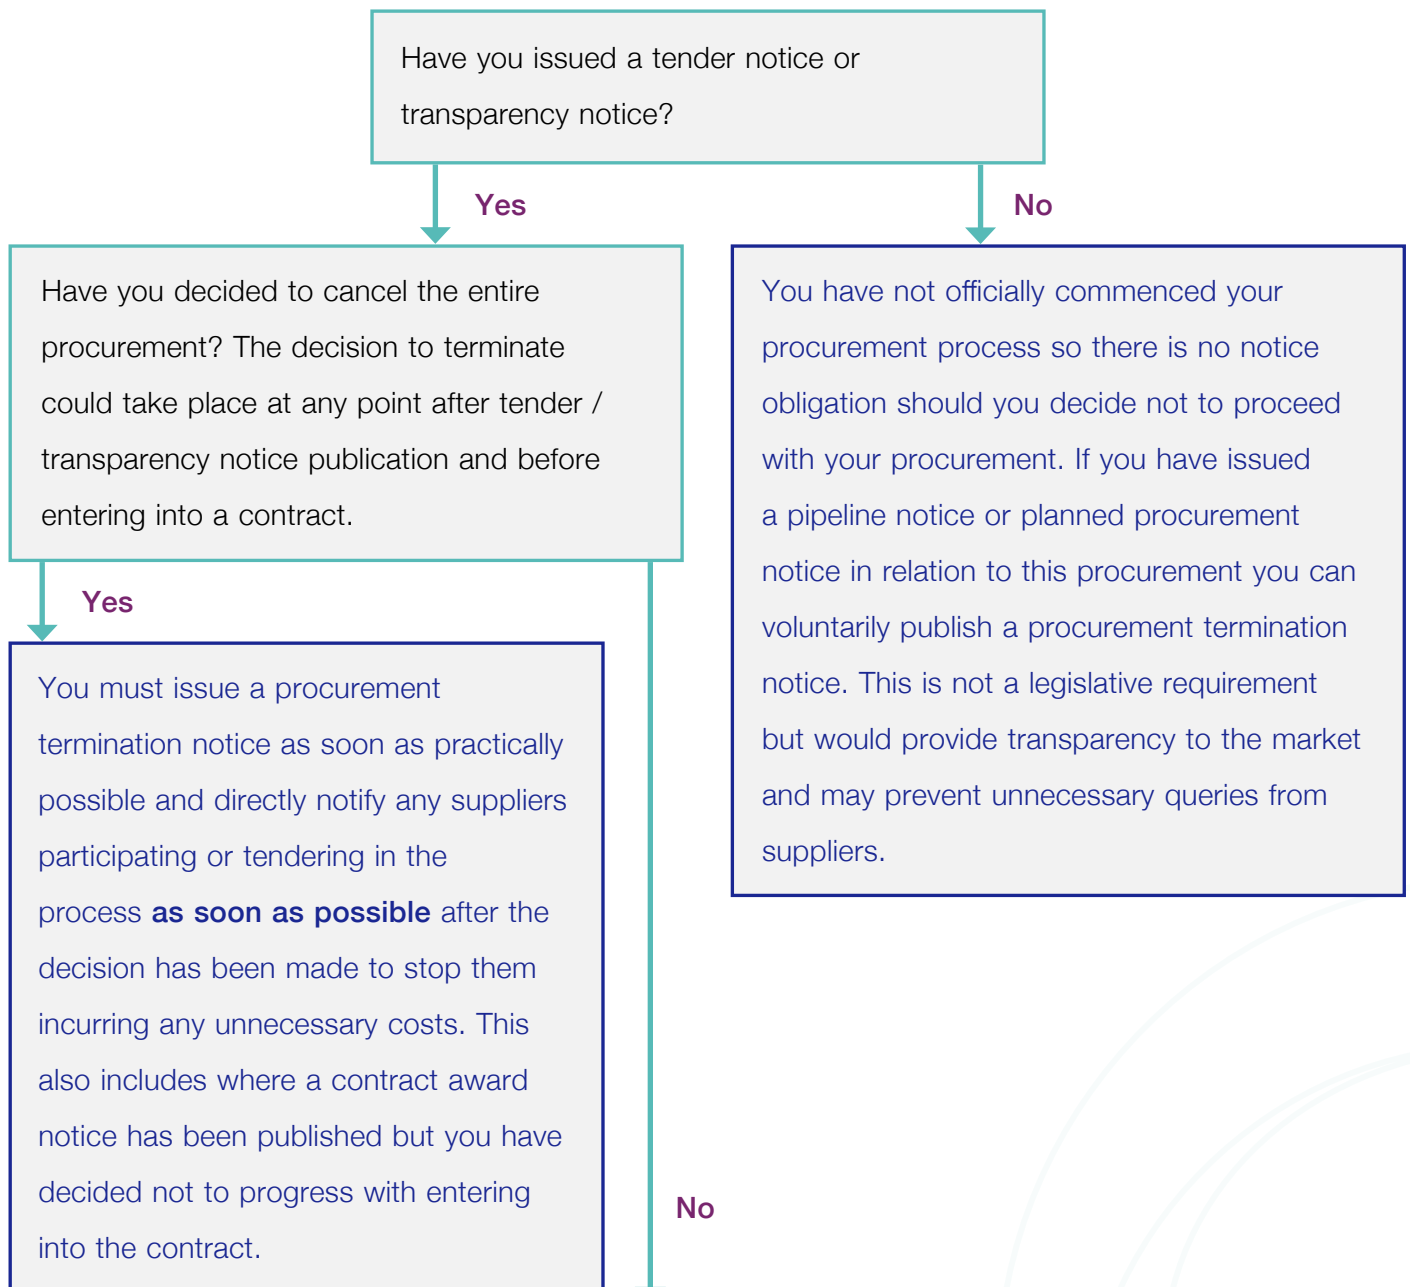 Have you issued a tender notice or
transparency notice?
Yes
No
Have you decided to cancel the entire
procurement? The decision to terminate
could take place at any point after tender /
transparency notice publication and before
entering into a contract.
You have not officially commenced your
procurement process so there is no notice
obligation should you decide not to proceed
with your procurement. If you have issued
a pipeline notice or planned procurement
notice in relation to this procurement you can
voluntarily publish a procurement termination
notice. This is not a legislative requirement
but would provide transparency to the market
and may prevent unnecessary queries from
suppliers.
Yes
You must issue a procurement
termination notice as soon as practically
possible and directly notify any suppliers
participating or tendering in the
process as soon as possible after the
decision has been made to stop them
incurring any unnecessary costs. This
also includes where a contract award
notice has been published but you have
decided not to progress with entering
into the contract.
No